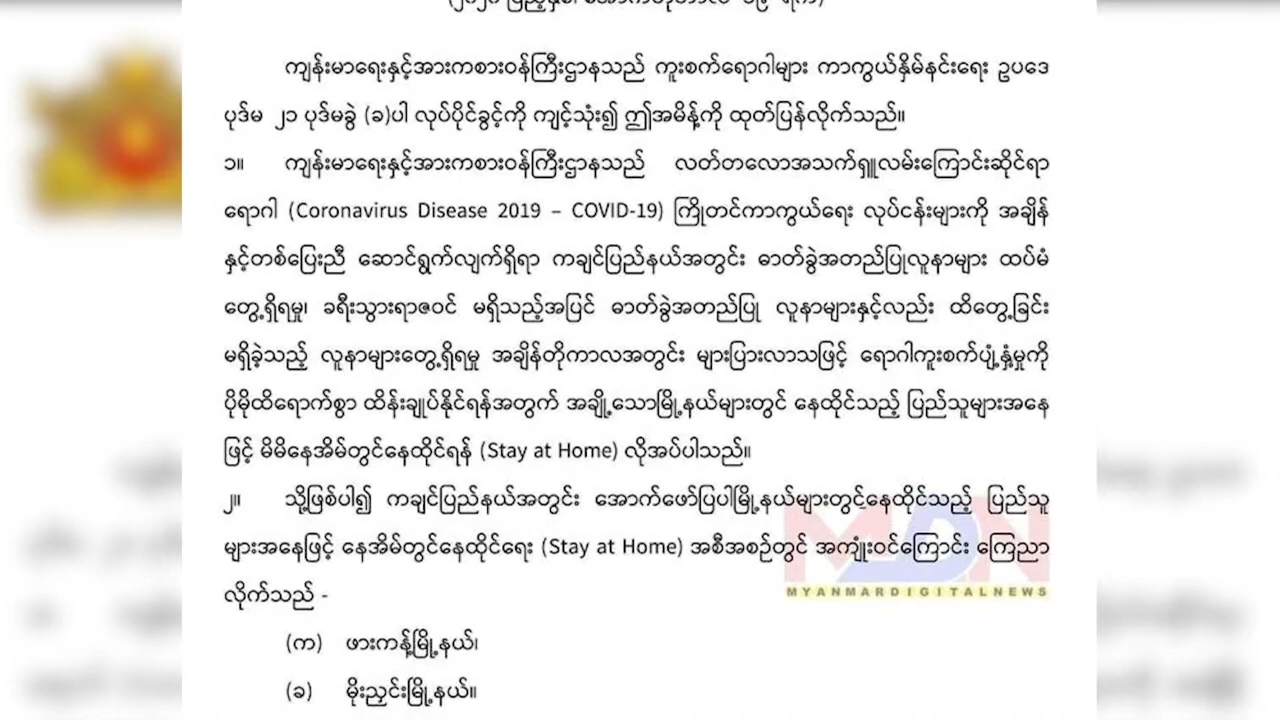 ကျန်းမာရေးနှင့်အားကစားဝန်ကြီးဌာနသည် ကူးစက်ရောဂါများ ကာကွယ်နှိမ်နင်းရေး ဥပဒေ
ပုဒ်မ ၂၁ ပုဒ်မခွဲ (ခ)ပါ လုပ်ပိုင်ခွင့်ကို ကျင့်သုံး၍ ဤအမိန့်ကို ထုတ်ပြန်လိုက်သည်။
၁။ ကျန်းမာရေးနှင့်အားကစားဝန်ကြီးဌာနသည် လတ်တလောအသက်ရှူလမ်းကြောင်းဆိုင်ရာ
ရောဂါ (Coronavirus Disease 2019 – COVID-19) ကြိုတင်ကာကွယ်ရေး လုပ်ငန်းများကို အချိန်
နှင့်တစ်ပြေးညီ ဆောင်ရွက်လျက်ရှိရာ ကချင်ပြည်နယ်အတွင်း ဓာတ်ခွဲအတည်ပြုလူနာများ ထပ်မံ
တွေ့ရှိရမှု၊ ခရီးသွားရာဇဝင် မရှိသည့်အပြင် ဓာတ်ခွဲအတည်ပြု လူနာများနှင့်လည်း ထိတွေ့ခြင်း
မရှိခဲ့သည့် လူနာများတွေ့ရှိရမှု အချိန်တိုကာလအတွင်း များပြားလာသဖြင့် ရောဂါကူးစက်ပျံ့နှံ့မှုကို
ပိုမိုထိရောက်စွာ ထိန်းချုပ်နိုင်ရန်အတွက် အချို့သောမြို့နယ်များတွင် နေထိုင်သည့် ပြည်သူများအနေ
ဖြင့် မိမိနေအိမ်တွင်နေထိုင်ရန် (Stay at Home) လိုအပ်ပါသည်။
၂။ သို့ဖြစ်ပါ၍ ကချင်ပြည်နယ်အတွင်း အောက်ဖော်ပြပါမြို့နယ်များတွင်နေထိုင်သည့် ပြည်သူ
များအနေဖြင့် နေအိမ်တွင်နေထိုင်ရေး (Stay at Home) အစီအစဉ်တွင် အကျုံးဝင်ကြောင်း ကြေညာ
လိုက်သည် -
MDN
MYANMARDIGITALNEWS
(က) ဖားကန့်မြို့နယ်၊
(ခ) မိုးညှင်းမြို့နယ်။